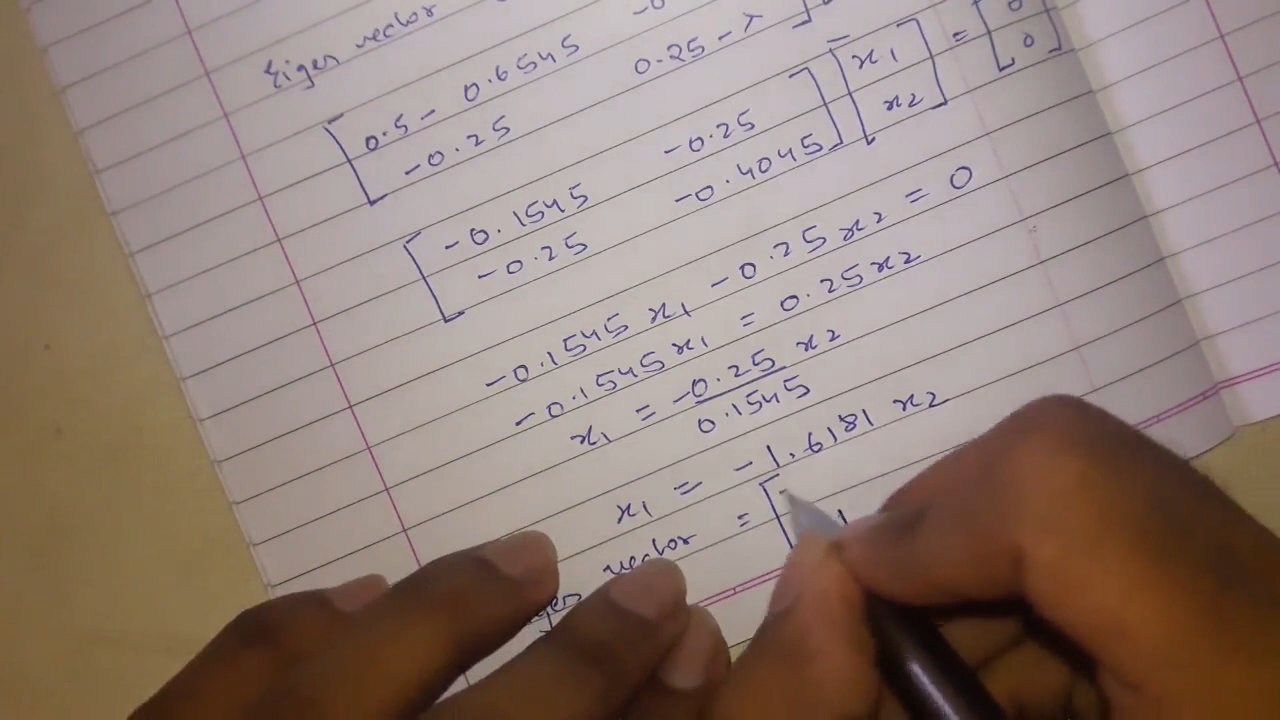 Eigen vector
[ 0.5 - 0.6545 -0
-0.25 0.25 - λ ]
[ -0.1545 -0.25 ] [ x1 ] = [ 0 ]
[ -0.25 -0.4045 ] [ x2 ] [ 0 ]
-0.1545 x1 - 0.25 x2 = 0
-0.1545 x1 = 0.25 x2
x1 = -0.25 x2
0.1545
x1 = -1.6181 x2
vector = [
1